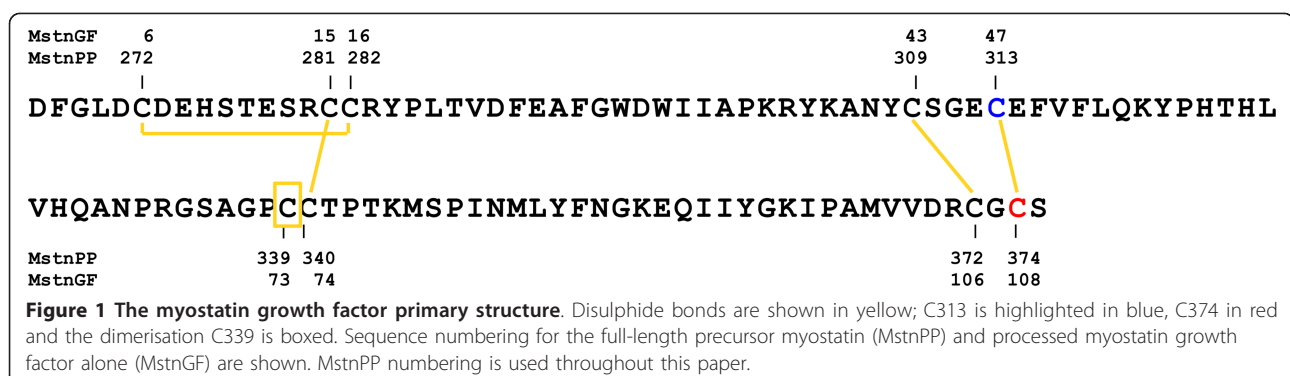 MstnGF 6 15 16 43 47
MstnPP 272 281 282 309 313
DFGLDCDEHSTESRCCRYPLTVDFEAFGWDWIIAPKRYKANYCSGECEFVFLQKYPHTHL
VHQANPRGSAGPCCTPTKMSPINMLYFNGKEQIIYGKIPAMVVDRCGCS
MstnPP 339 340 372 374
MstnGF 73 74 106 108
Figure 1 The myostatin growth factor primary structure. Disulphide bonds are shown in yellow; C313 is highlighted in blue, C374 in red
and the dimerisation C339 is boxed. Sequence numbering for the full-length precursor myostatin (MstnPP) and processed myostatin growth
factor alone (MstnGF) are shown. MstnPP numbering is used throughout this paper.